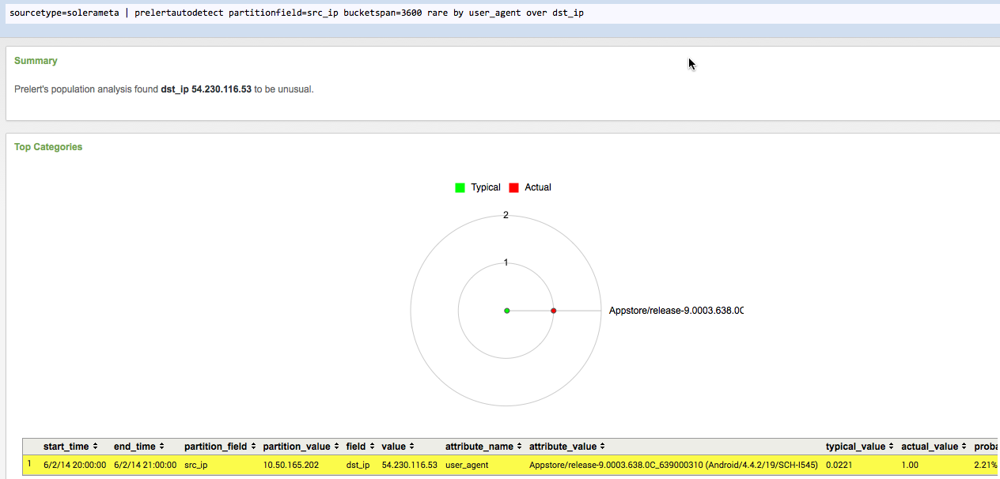 sourcetype=solerameta | prelertautodetect partitionfield=src_ip bucketspan=3600 rare by user_agent over dst_ip
Summary
Prelert's population analysis found dst_ip 54.230.116.53 to be unusual.
Top Categories
Typical Actual
2
1
Appstore/release-9.0003.638.0C
start_time end_time partition_field partition_value field value attribute_name attribute_value typical_value actual_value proba
1 6/2/14 20:00:00 6/2/14 21:00:00 src_ip 10.50.165.202 dst_ip 54.230.116.53 user_agent Appstore/release-9.0003.638.0C_639000310 (Android/4.4.2/19/SCH-I545) 0.0221 1.00 2.21%